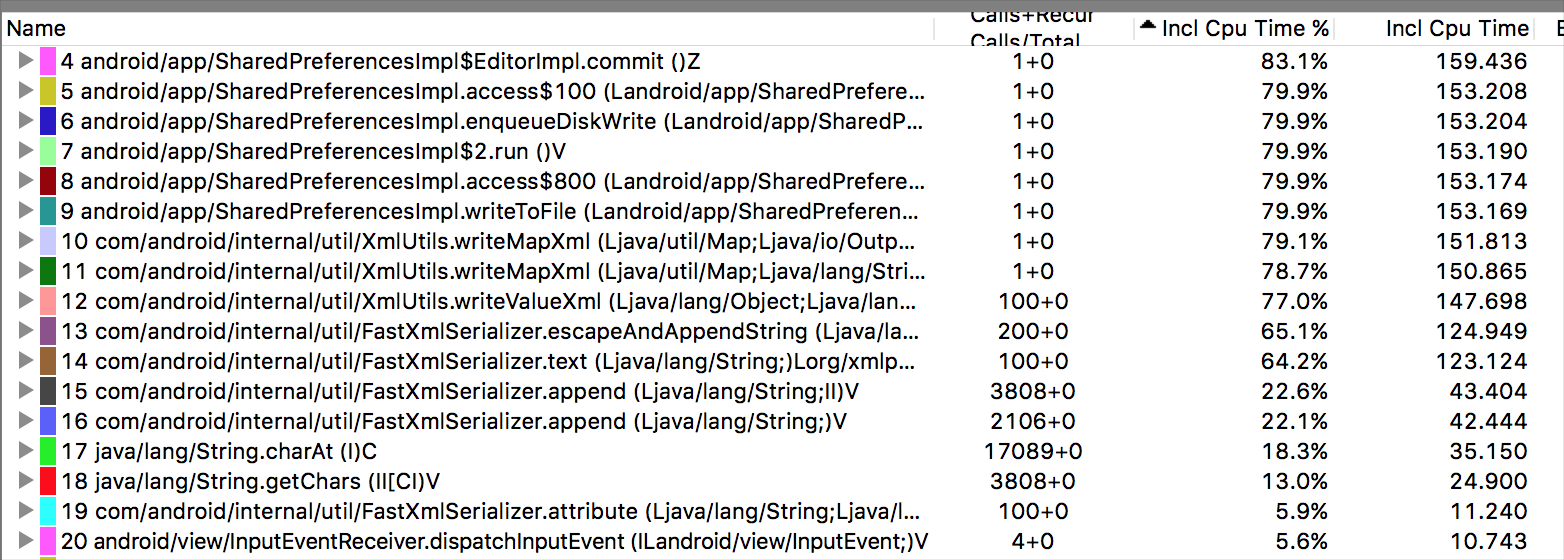 Name Calls+Recur Calls/Total Incl Cpu Time % Incl Cpu Time
4 android/app/SharedPreferencesImpl$EditorImpl.commit ()Z 1+0 83.1% 159.436
5 android/app/SharedPreferencesImpl.access$100 (Landroid/app/SharedPrefere... 1+0 79.9% 153.208
6 android/app/SharedPreferencesImpl.enqueueDiskWrite (Landroid/app/SharedP... 1+0 79.9% 153.204
7 android/app/SharedPreferencesImpl$2.run ()V 1+0 79.9% 153.190
8 android/app/SharedPreferencesImpl.access$800 (Landroid/app/SharedPrefere... 1+0 79.9% 153.174
9 android/app/SharedPreferencesImpl.writeToFile (Landroid/app/SharedPreferen... 1+0 79.9% 153.169
10 com/android/internal/util/XmlUtils.writeMapXml (Ljava/util/Map;Ljava/io/Outp... 1+0 79.1% 151.813
11 com/android/internal/util/XmlUtils.writeMapXml (Ljava/util/Map;Ljava/lang/Stri... 1+0 78.7% 150.865
12 com/android/internal/util/XmlUtils.writeValueXml (Ljava/lang/Object;Ljava/lan... 100+0 77.0% 147.698
13 com/android/internal/util/FastXmlSerializer.escapeAndAppendString (Ljava/la... 200+0 65.1% 124.949
14 com/android/internal/util/FastXmlSerializer.text (Ljava/lang/String;)Lorg/xmlp... 100+0 64.2% 123.124
15 com/android/internal/util/FastXmlSerializer.append (Ljava/lang/String;II)V 3808+0 22.6% 43.404
16 com/android/internal/util/FastXmlSerializer.append (Ljava/lang/String;)V 2106+0 22.1% 42.444
17 java/lang/String.charAt (I)C 17089+0 18.3% 35.150
18 java/lang/String.getChars (II[CI)V 3808+0 13.0% 24.900
19 com/android/internal/util/FastXmlSerializer.attribute (Ljava/lang/String;Ljava/l... 100+0 5.9% 11.240
20 android/view/InputEventReceiver.dispatchInputEvent (ILandroid/view/InputEvent;)V 4+0 5.6% 10.743